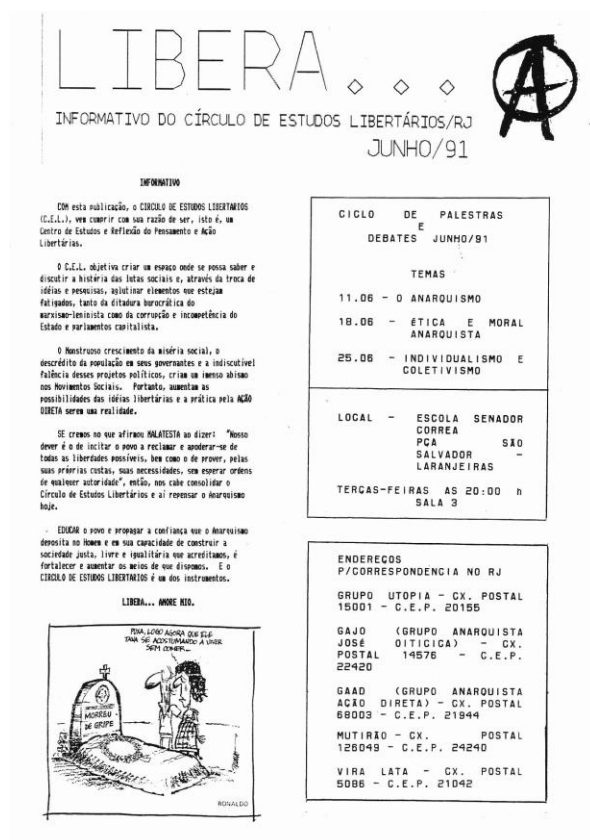 LIBERA...
INFORMATIVO DO CÍRCULO DE ESTUDOS LIBERTÁRIOS/RJ
JUNHO/91
INFORMATIVO
COM esta publicação, o CIRCULO DE ESTUDOS LIBERTARIOS
(C.E.L.), vem cumprir com sua razão de ser, isto é, um
Centro de Estudos e Reflexão do Pensamento e Ação
Libertárias.
O C.E.L. objetiva criar um espaço onde se possa saber e
discutir a histíria das lutas sociais e, através da troca de
idéias e pesquisas, aglutinar elementos que estejam
fatigados, tanto da ditadura burocrática do
marxismo-leninista como da corrupção e incompetência do
Estado e parlamentos capitalista.
O Monstruoso crescimento da miséria social, o
descrédito da população em seus governantes e a indiscutível
falência desses projetos políticos, criam um imenso abismo
nos Movimentos Sociais. Portanto, aumentam as
possibilidades das idéias libertárias e a prática pela AÇÃO
DIRETA serem uma realidade.
SE cremos no que afirmou MALATESTA ao dizer: "Nosso
dever é o de incitar o povo a reclamar e apoderar-se de
todas as liberdades possíveis, bem como o de prover, pelas
suas próprias custas, suas necessidades, sem esperar ordens
de qualquer autoridade", então, nos cabe consolidar o
Círculo de Estudos Libertários e aí repensar o Anarquismo
hoje.
EDUCAR o povo e propagar a confiança que o Anarquismo
deposita no Homem e em sua capacidade de construir a
sociedade justa, livre e igualitária que acreditamos, é
fortalecer e aumentar os meios de que dispomos. E o
CIRCULO DE ESTUDOS LIBERTARIOS é um dos instrumentos.
LIBERA... AMORE MIO.
PUXA, LOGO AGORA QUE ELE
TAVA SE ACOSTUMANDO A VIVER
SEM COMER...
MORREU
DE GRIPE
RONALDO
CICLO DE PALESTRAS
E
DEBATES JUNHO/91
TEMAS
11.06 - O ANARQUISMO
18.06 - ÉTICA E MORAL
ANARQUISTA
25.06 - INDIVIDUALISMO E
COLETIVISMO
LOCAL - ESCOLA SENADOR
CORREA
PÇA SÃO
SALVADOR -
LARANJEIRAS
TERÇAS-FEIRAS AS 20:00 h
SALA 3
ENDEREÇOS
P/CORRESPONDENCIA NO RJ
GRUPO UTOPIA - CX. POSTAL
15001 - C.E.P. 20155
GAJO (GRUPO ANARQUISTA
JOSÉ OITICICA) - CX.
POSTAL 14576 - C.E.P.
22420
GAAD (GRUPO ANARQUISTA
AÇÃO DIRETA) - CX. POSTAL
68003 - C.E.P. 21944
MUTIRÃO - CX. POSTAL
126049 - C.E.P. 24240
VIRA LATA - CX. POSTAL
5086 - C.E.P. 21042